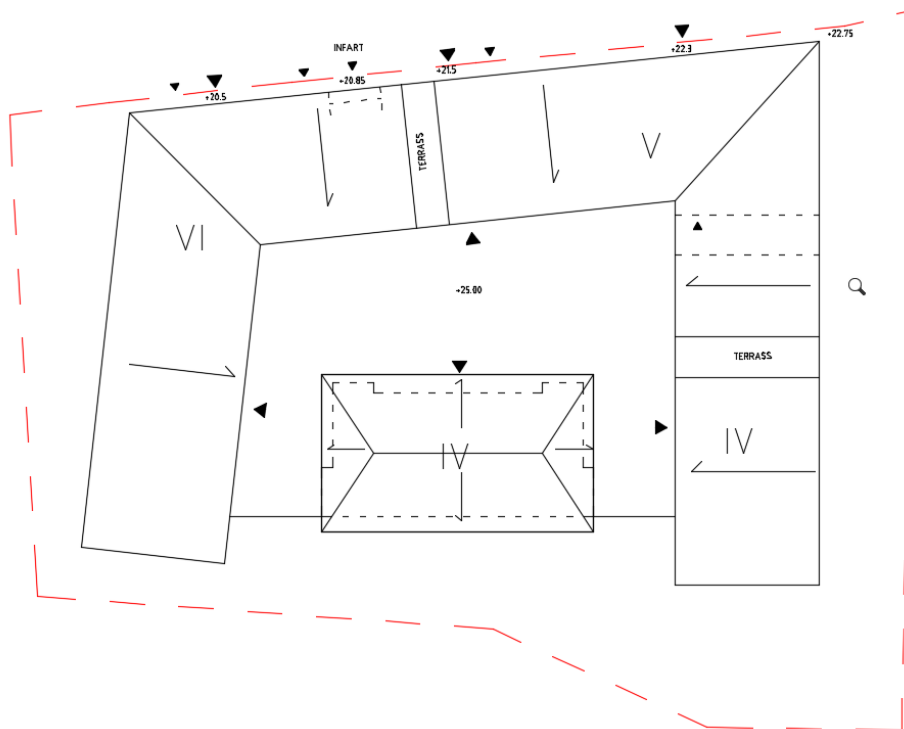 +22.75
INFART
+22.3
+21.5
+20.85
+20.5
TERRASS
V
VI
+25.00
TERRASS
IV
IV